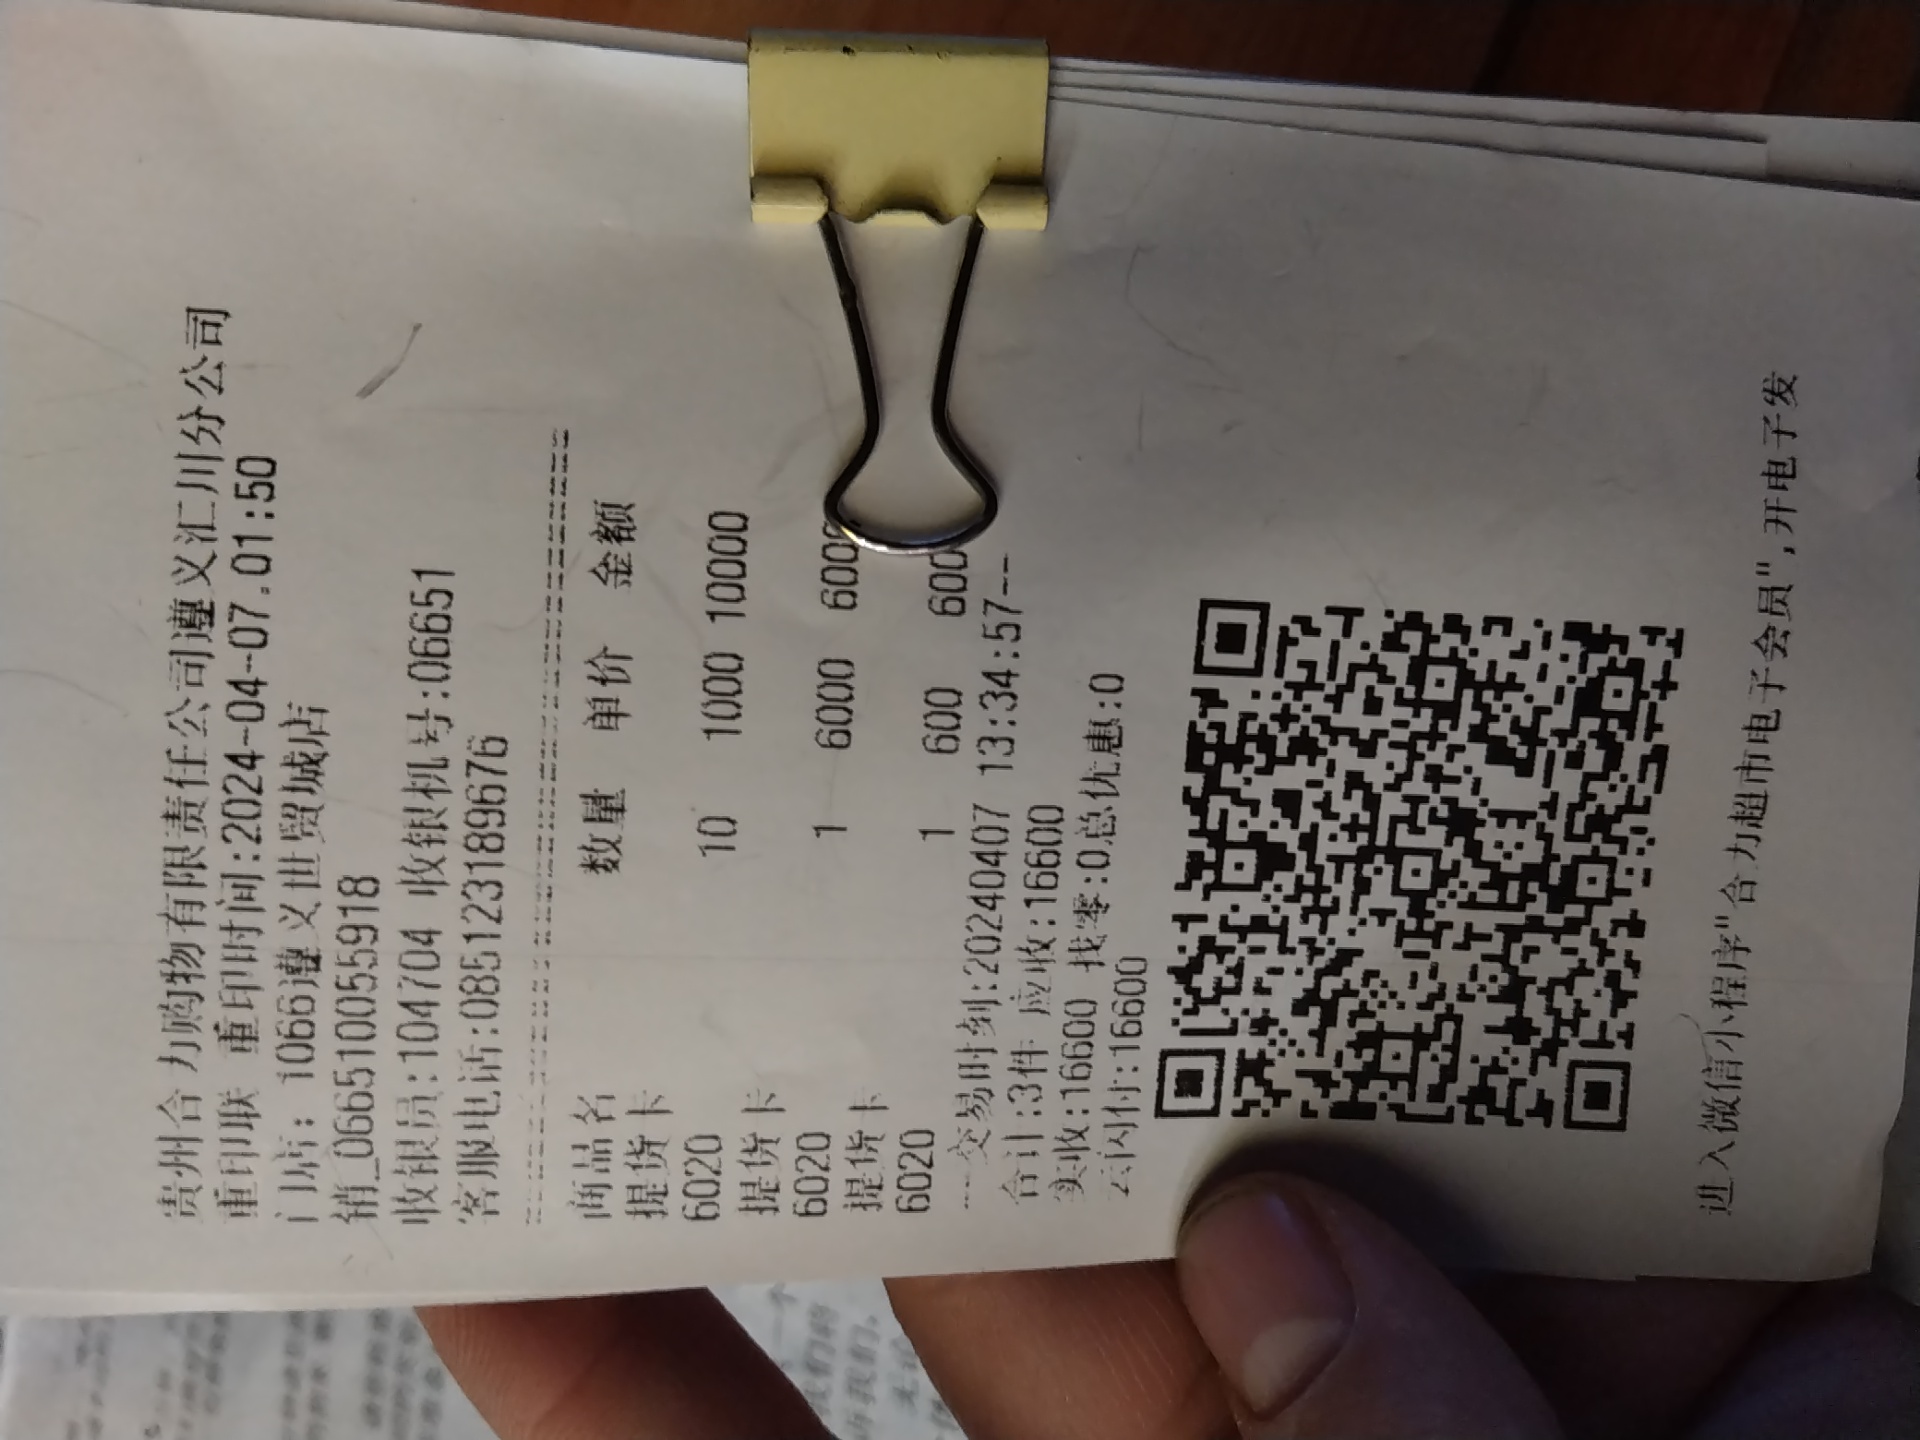 贵州合力购物有限责任公司遵义汇川分公司
重印联 重印时间:2024-04-07.01:50
门店: 1066遵义世贸城店
销_066510055918
收银员:104704 收银机号:06651
客服电话:085123189676
商品名 数量 单价 金额
提货卡
6020 10 1000 10000
提货卡
6020 1 6000 6000
提货卡
6020 1 600 600
----交易时刻:20240407 13:34:57--
合计:3件 应收:16600
实收:16600 找零:0总优惠:0
云闪付:16600
进入微信小程序"合力超市电子会员",开电子发